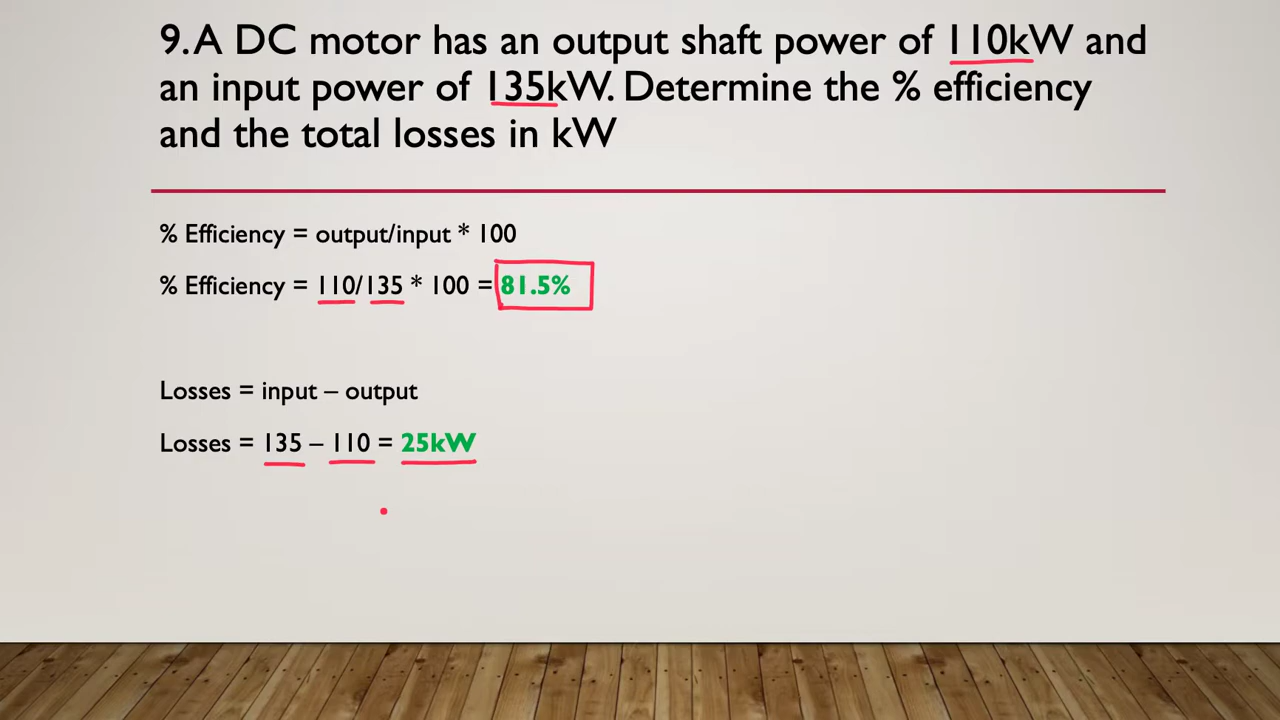 9. A DC motor has an output shaft power of 110kW and
an input power of 135kW. Determine the % efficiency
and the total losses in kW
% Efficiency = output/input * 100
% Efficiency = 110/135 * 100 = 81.5%
Losses = input – output
Losses = 135 – 110 = 25kW